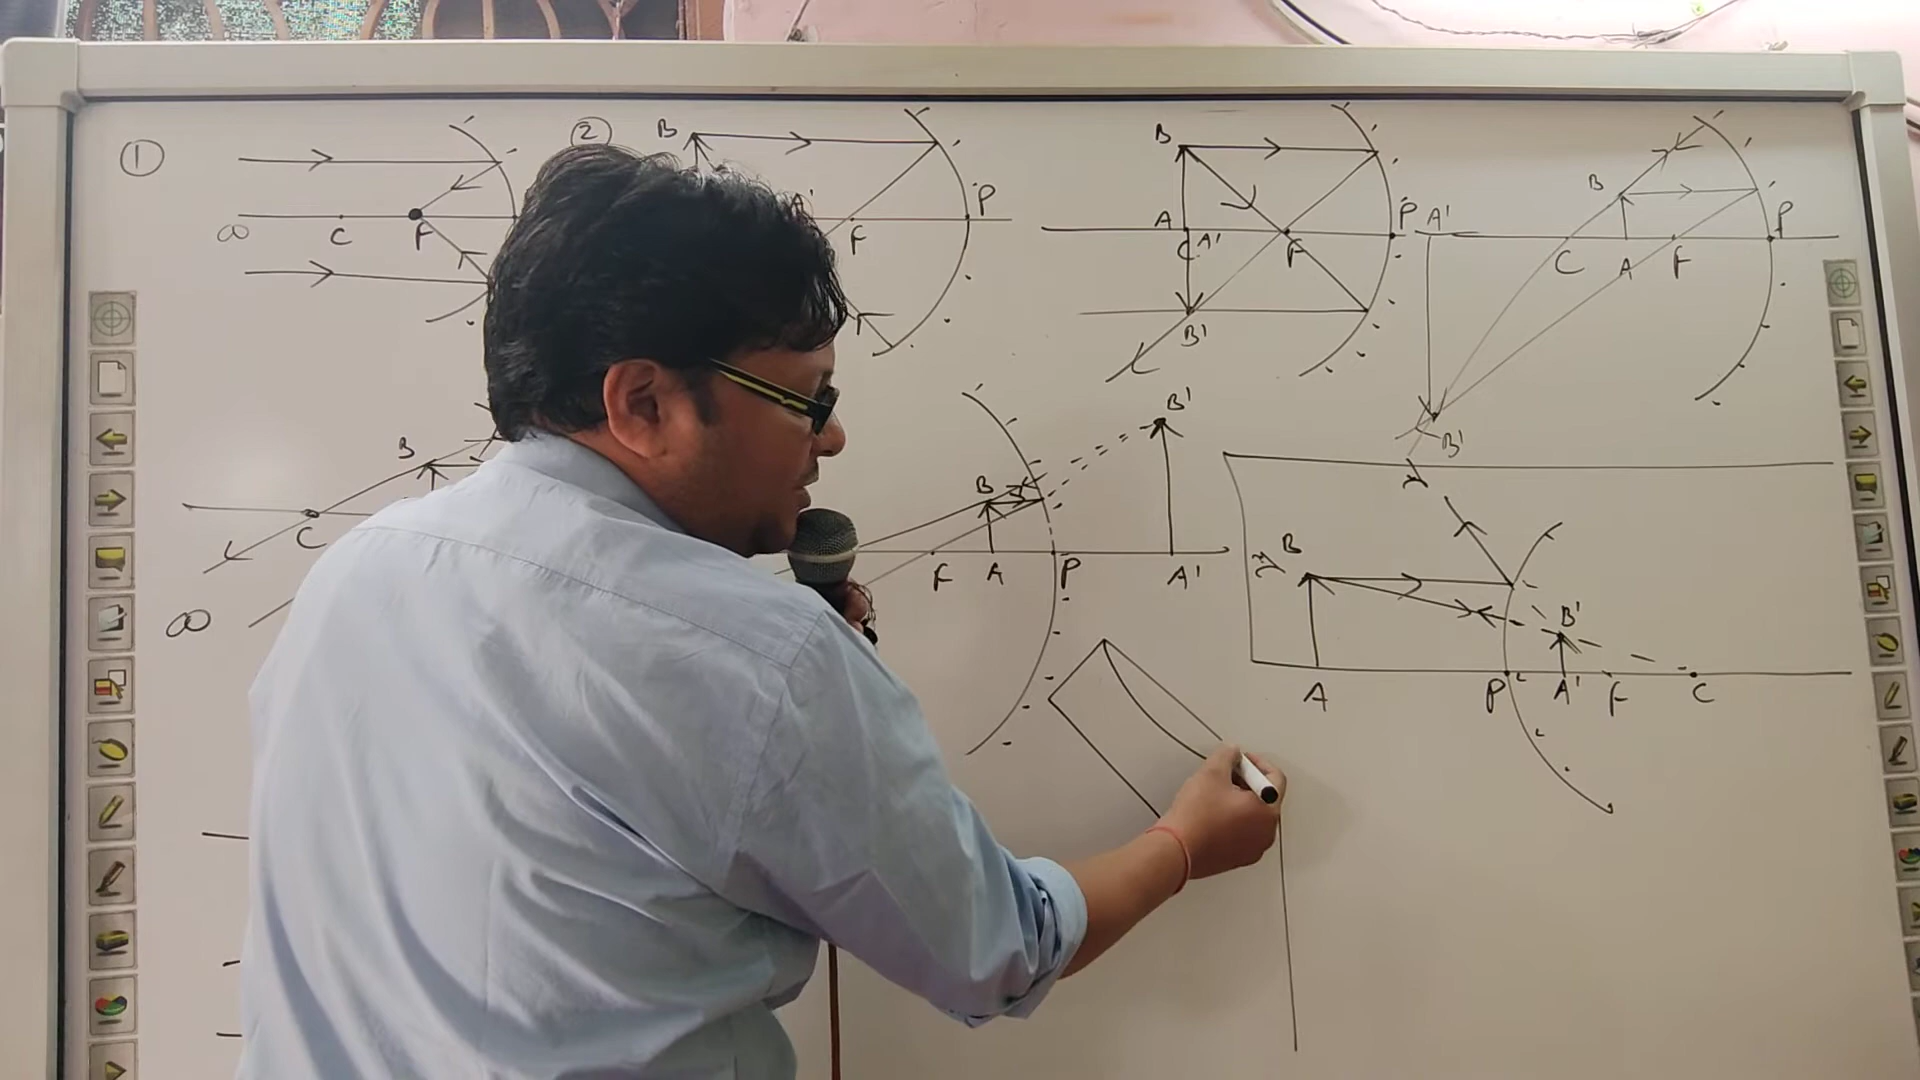 ①
∞ C F
②
B
A' F P
B
A C A' F P
B'
B
A' C A F P
B'
B
C
∞
B B'
F A P A'
B B'
A P A' F C